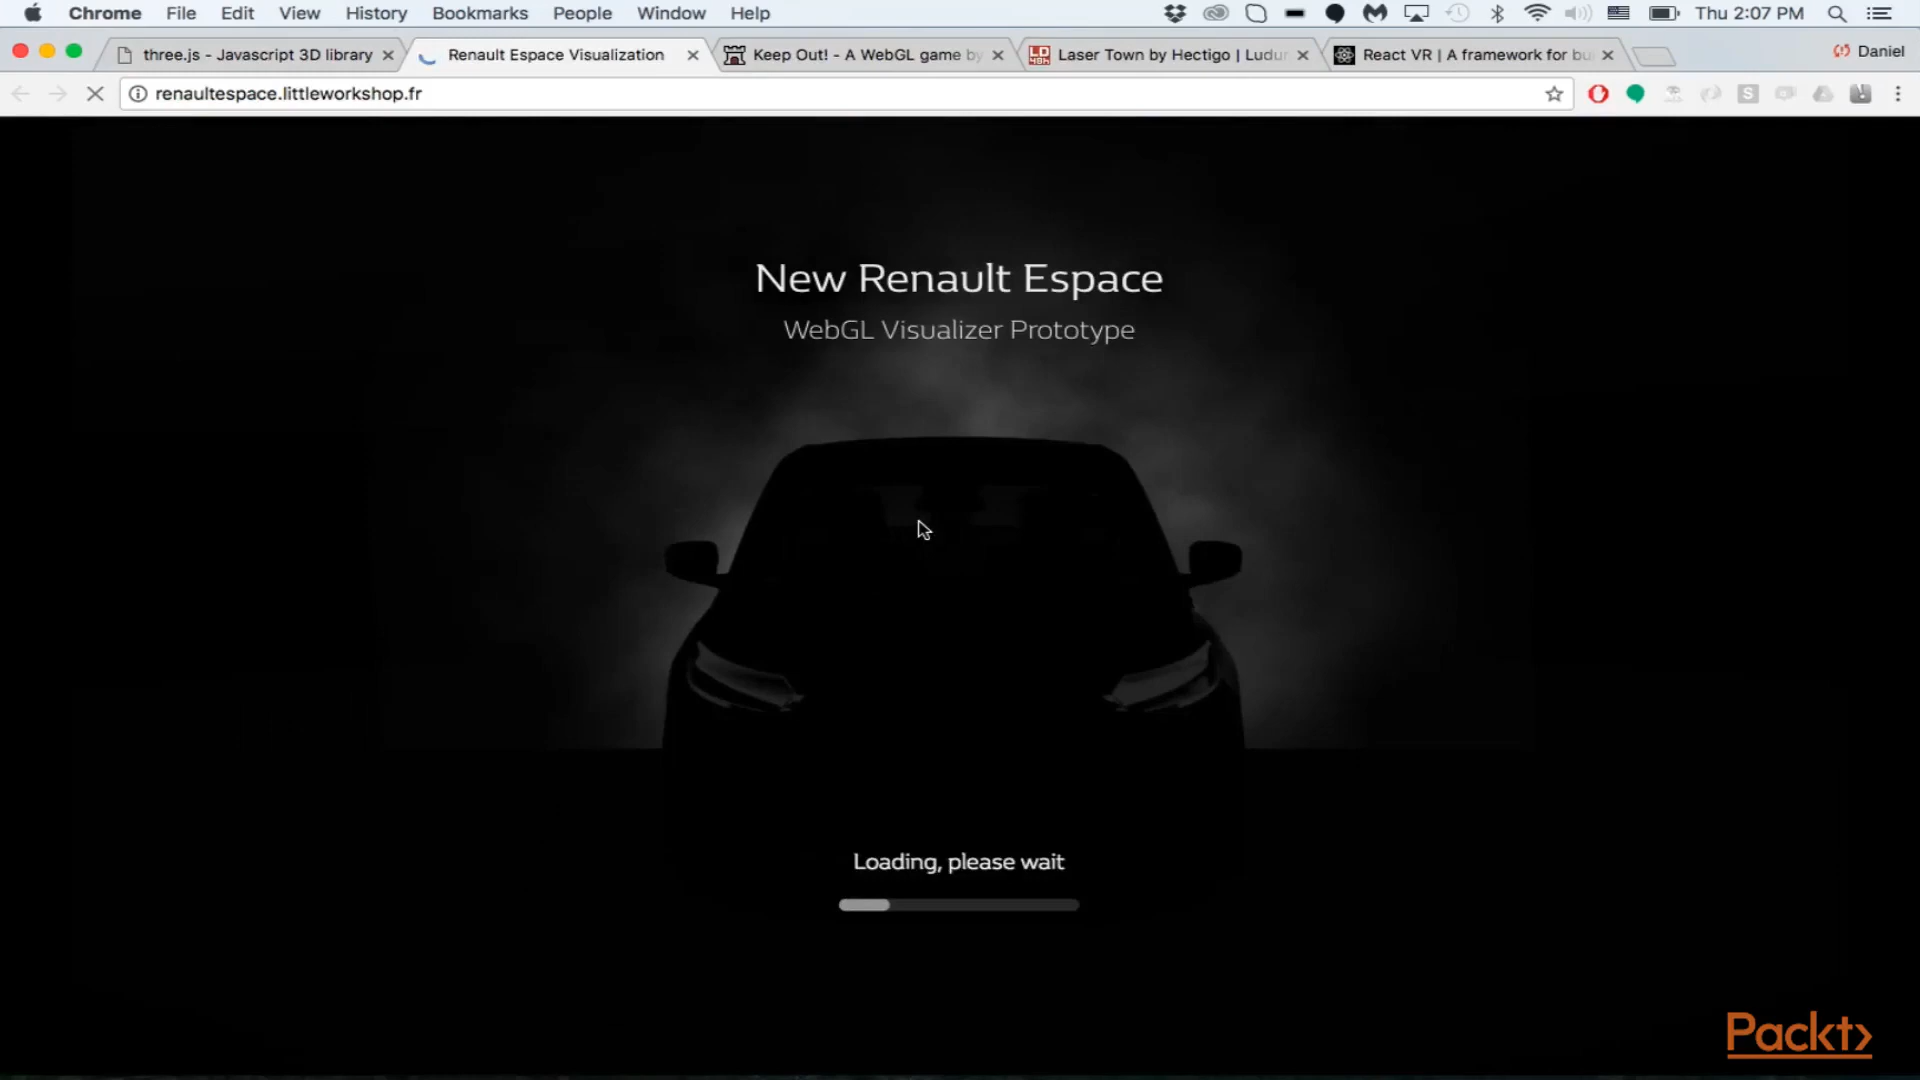 Chrome File Edit View History Bookmarks People Window Help Thu 2:07 PM
three.js - Javascript 3D library Renault Espace Visualization Keep Out! - A WebGL game by Laser Town by Hectigo | Ludur React VR | A framework for bu Daniel
renaultespace.littleworkshop.fr
New Renault Espace
WebGL Visualizer Prototype
Loading, please wait
Packt>